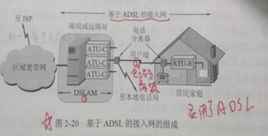 基于 ADSL 的接入网
至 ISP
端局或远端站
电话
分离器
区域宽带网
ATU-C
ATU-C
ATU-C
用户线
ATU-R
DSLAM
至本地电话局
居民家庭
应用了ADSL
图 2-20 基于 ADSL 的接入网的组成